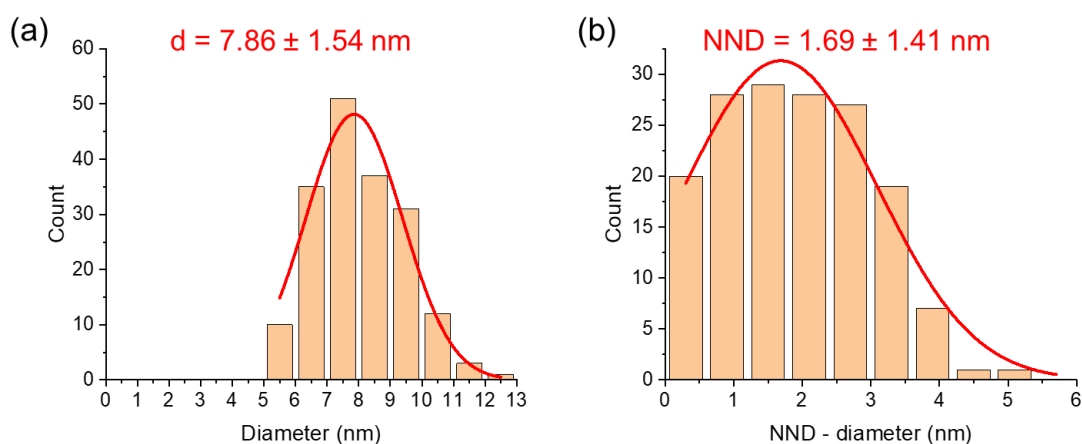 (a)
d = 7.86 ± 1.54 nm
60
50
40
30
20
10
0
Count
0 1 2 3 4 5 6 7 8 9 10 11 12 13
Diameter (nm)
(b)
NND = 1.69 ± 1.41 nm
30
25
20
15
10
5
0
Count
0 1 2 3 4 5 6
NND - diameter (nm)